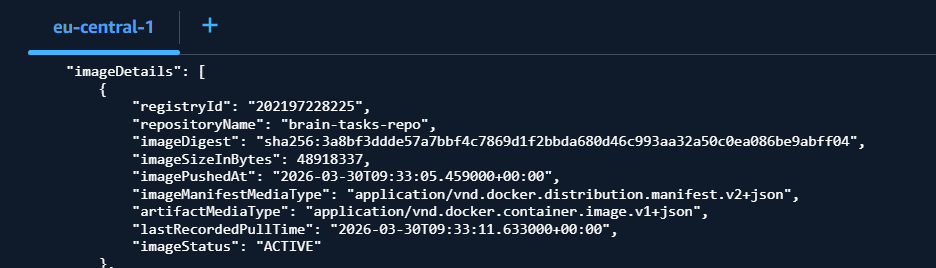 eu-central-1 +
"imageDetails": [
{
"registryId": "202197228225",
"repositoryName": "brain-tasks-repo",
"imageDigest": "sha256:3a8bf3ddde57a7bbf4c7869d1f2bbda680d46c993aa32a50c0ea086be9abff04",
"imageSizeInBytes": 48918337,
"imagePushedAt": "2026-03-30T09:33:05.459000+00:00",
"imageManifestMediaType": "application/vnd.docker.distribution.manifest.v2+json",
"artifactMediaType": "application/vnd.docker.container.image.v1+json",
"lastRecordedPullTime": "2026-03-30T09:33:11.633000+00:00",
"imageStatus": "ACTIVE"
},